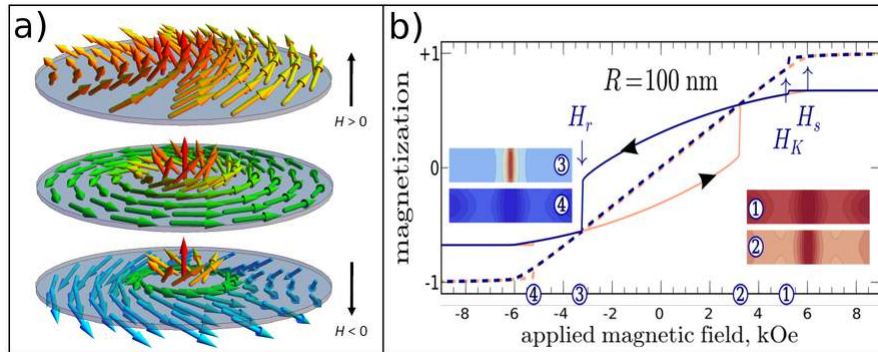 a)
H > 0
H < 0
b)
magnetization
+1
0
-1
R = 100 nm
H_r
H_s
H_K
③
④
①
②
④ ③ ② ①
-8 -6 -4 -2 0 2 4 6 8
applied magnetic field, kOe